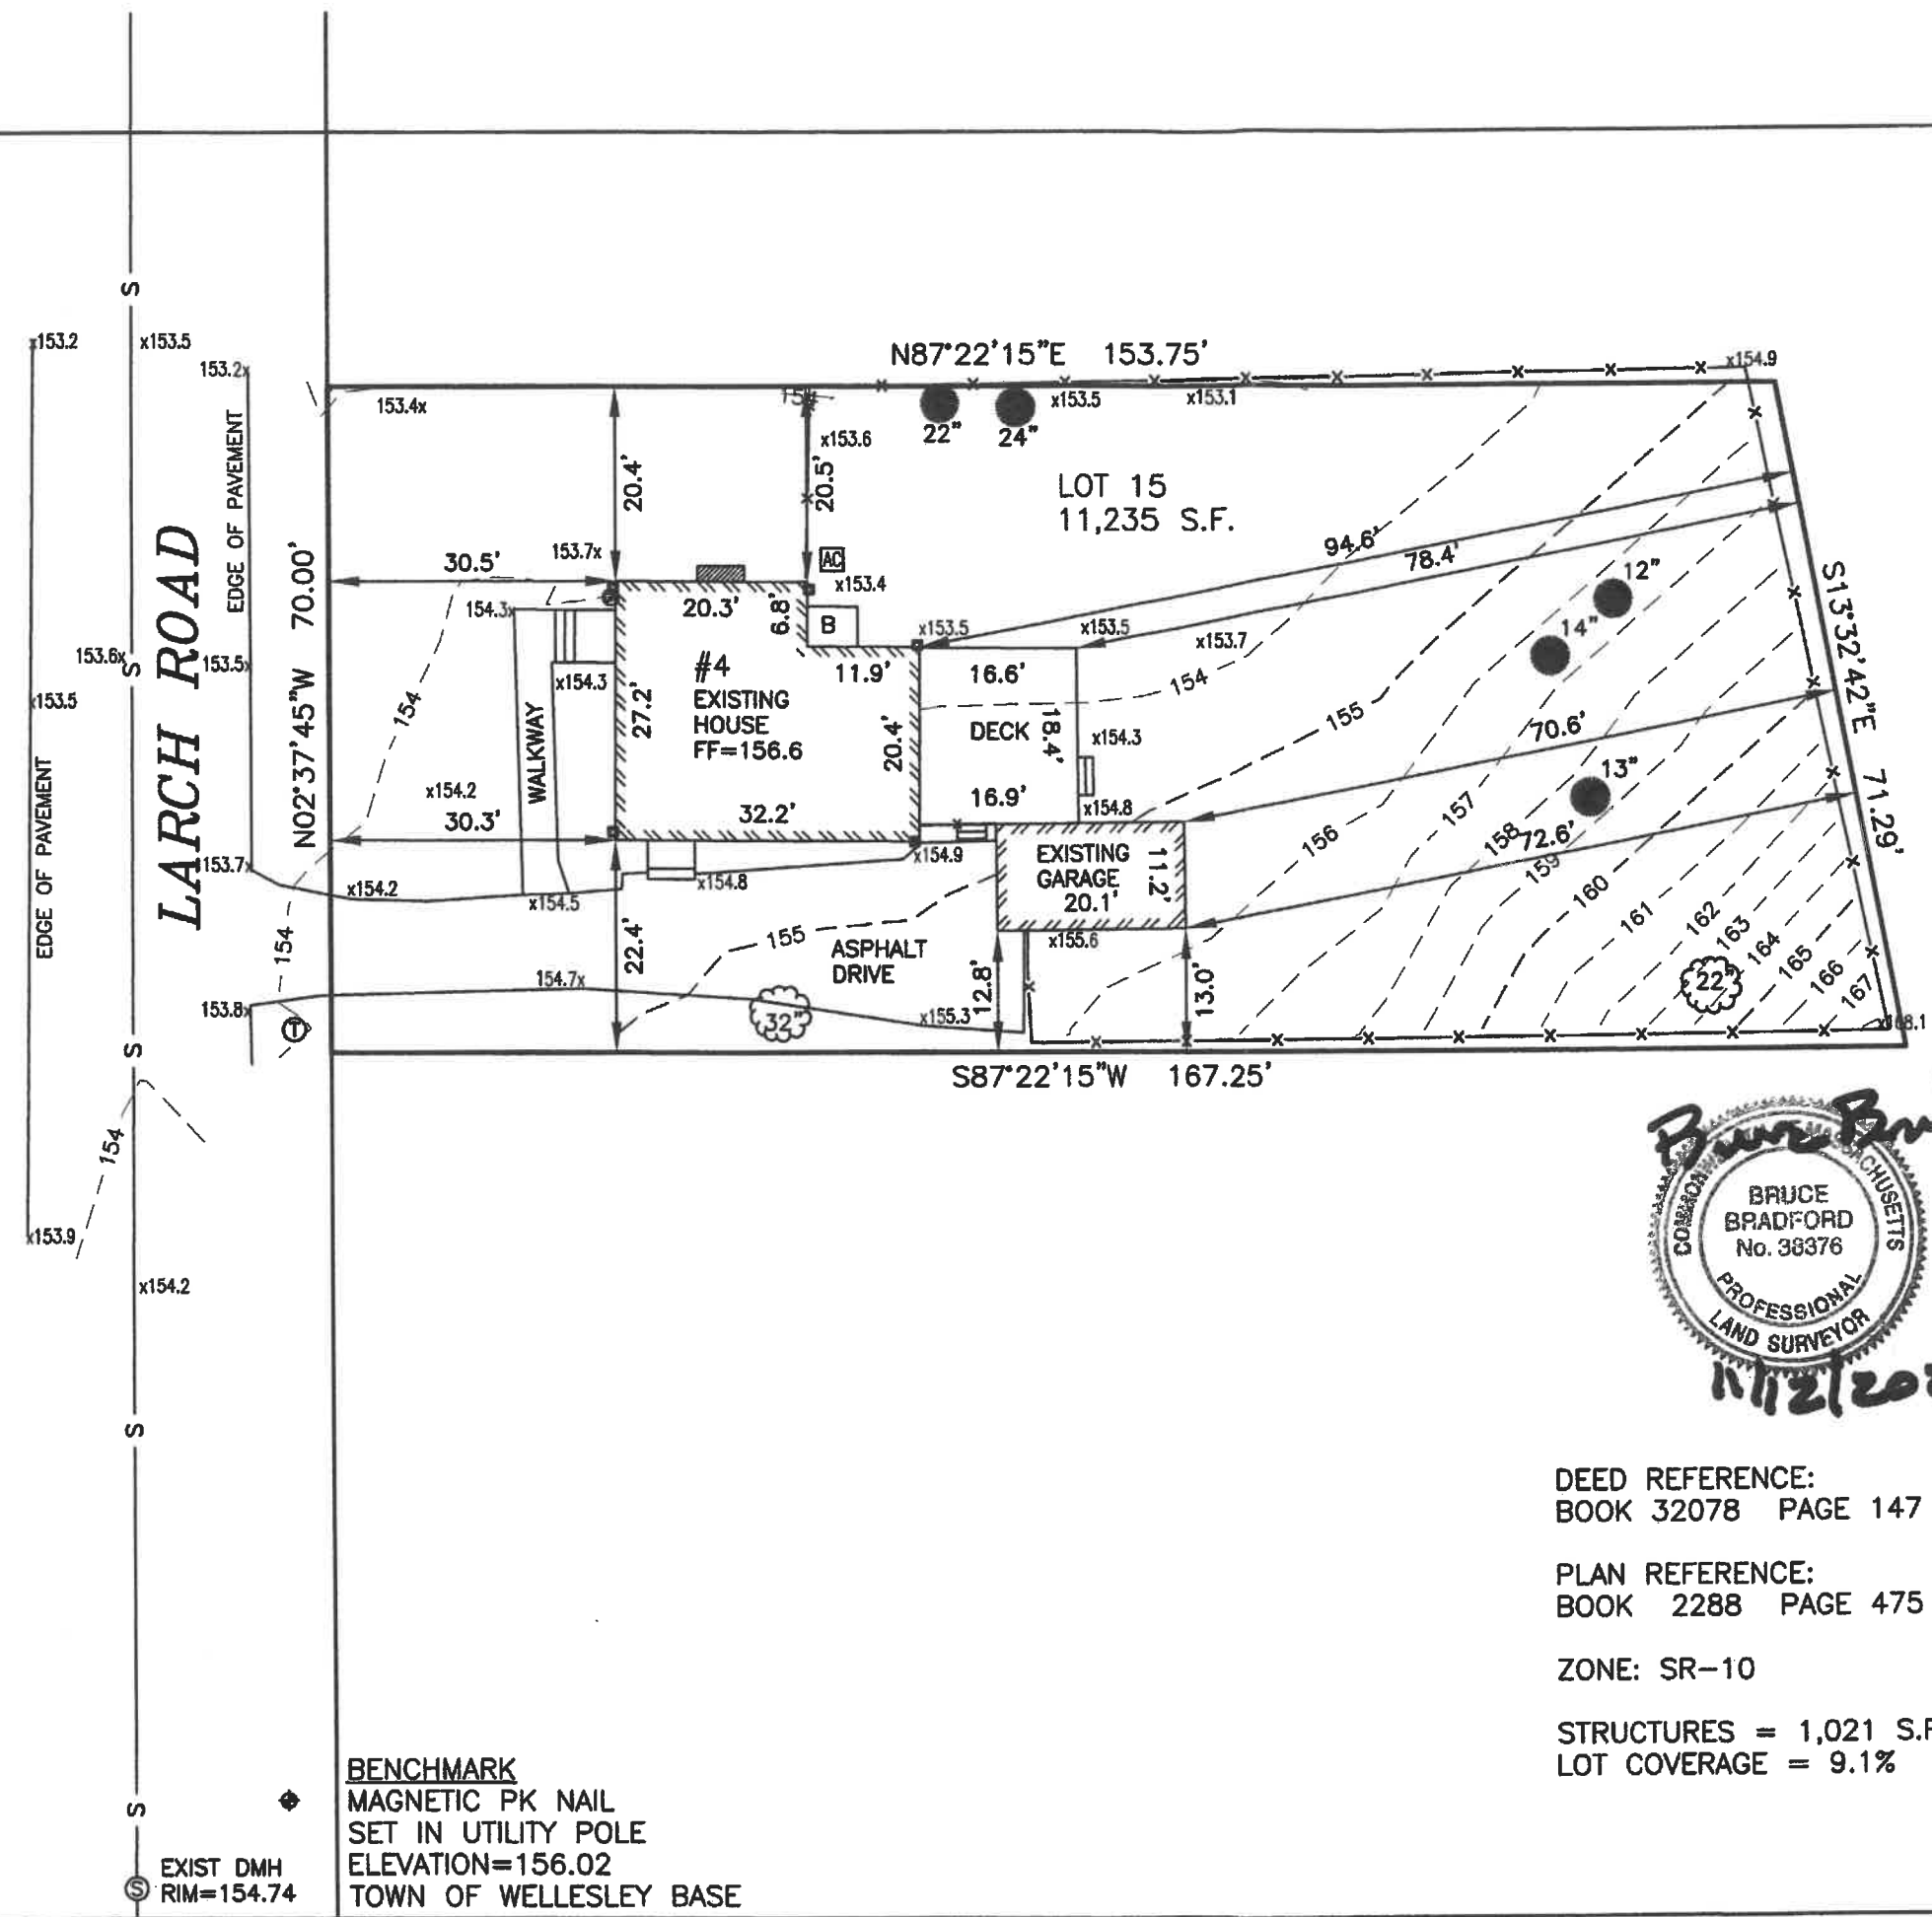 S
x153.2
x153.5
153.2x
EDGE OF PAVEMENT
LARCH ROAD
153.6x
S
153.5x
x153.5
EDGE OF PAVEMENT
153.7x
153.8x
154
T
S
154
x153.9
x154.2
S
S
S
EXIST DMH
RIM=154.74
N02°37'45"W 70.00'
N87°22'15"E 153.75'
x154.9
153.4x
154
x153.6
22"
24"
x153.5
x153.1
20.4'
20.5'
LOT 15
11,235 S.F.
94.6'
78.4'
30.5'
153.7x
AC
x153.4
154.3x
20.3'
6.8'
B
x153.5
x153.5
x153.7
12"
14"
S13°32'42"E 71.29'
154
x154.3
#4
EXISTING
HOUSE
FF=156.6
27.2'
11.9'
20.4'
16.6'
DECK
18.4'
154
155
x154.3
70.6'
WALKWAY
x154.2
30.3'
32.2'
16.9'
x154.8
13"
156
157
158
72.6'
159
160
161
162
163
164
165
166
167
x154.9
EXISTING
GARAGE
20.1'
11.2'
x154.2
x154.5
x154.8
22.4'
155
ASPHALT
DRIVE
x155.6
154.7x
32"
x155.3
12.8'
13.0'
22"
x168.1
S87°22'15"W 167.25'
MASSACHUSETTS
BRUCE
BRADFORD
No. 38376
PROFESSIONAL
LAND SURVEYOR
DEED REFERENCE:
BOOK 32078 PAGE 147
PLAN REFERENCE:
BOOK 2288 PAGE 475
ZONE: SR-10
STRUCTURES = 1,021 S.F
LOT COVERAGE = 9.1%
BENCHMARK
MAGNETIC PK NAIL
SET IN UTILITY POLE
ELEVATION=156.02
TOWN OF WELLESLEY BASE